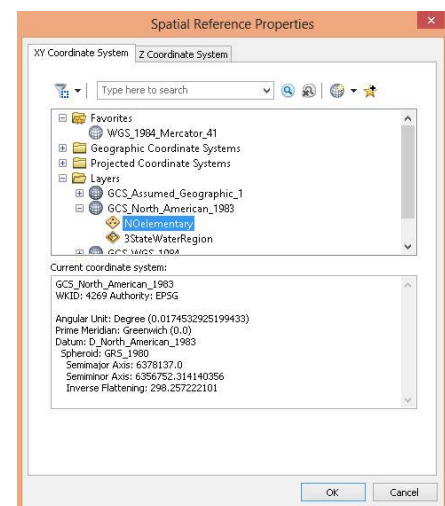 Spatial Reference Properties
XY Coordinate System Z Coordinate System
Type here to search
Favorites
WGS_1984_Mercator_41
Geographic Coordinate Systems
Projected Coordinate Systems
Layers
GCS_Assumed_Geographic_1
GCS_North_American_1983
NOelementary
3StateWaterRegion
GCS_WGS_1984
Current coordinate system:
GCS_North_American_1983
WKID: 4269 Authority: EPSG
Angular Unit: Degree (0.0174532925199433)
Prime Meridian: Greenwich (0.0)
Datum: D_North_American_1983
Spheroid: GRS_1980
Semimajor Axis: 6378137.0
Semiminor Axis: 6356752.314140356
Inverse Flattening: 298.257222101
OK Cancel